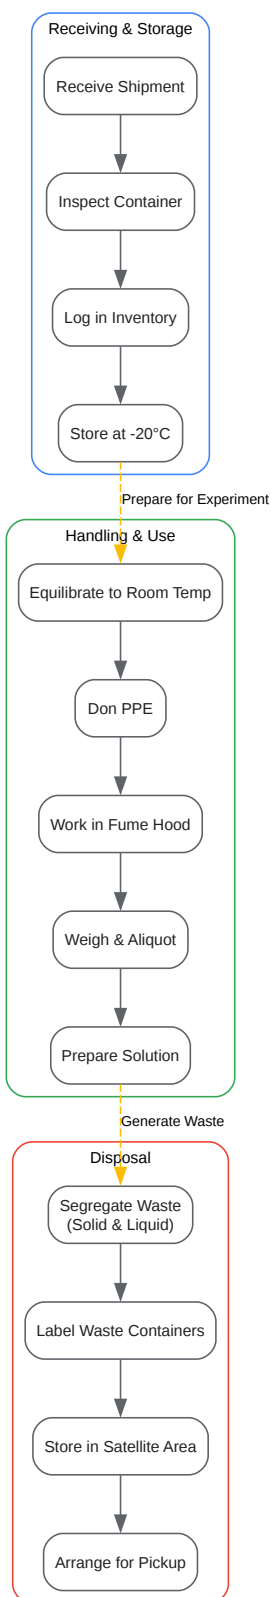 Receiving & Storage
Receive Shipment
Inspect Container
Log in Inventory
Store at -20°C
Prepare for Experiment
Handling & Use
Equilibrate to Room Temp
Don PPE
Work in Fume Hood
Weigh & Aliquot
Prepare Solution
Generate Waste
Disposal
Segregate Waste
(Solid & Liquid)
Label Waste Containers
Store in Satellite Area
Arrange for Pickup